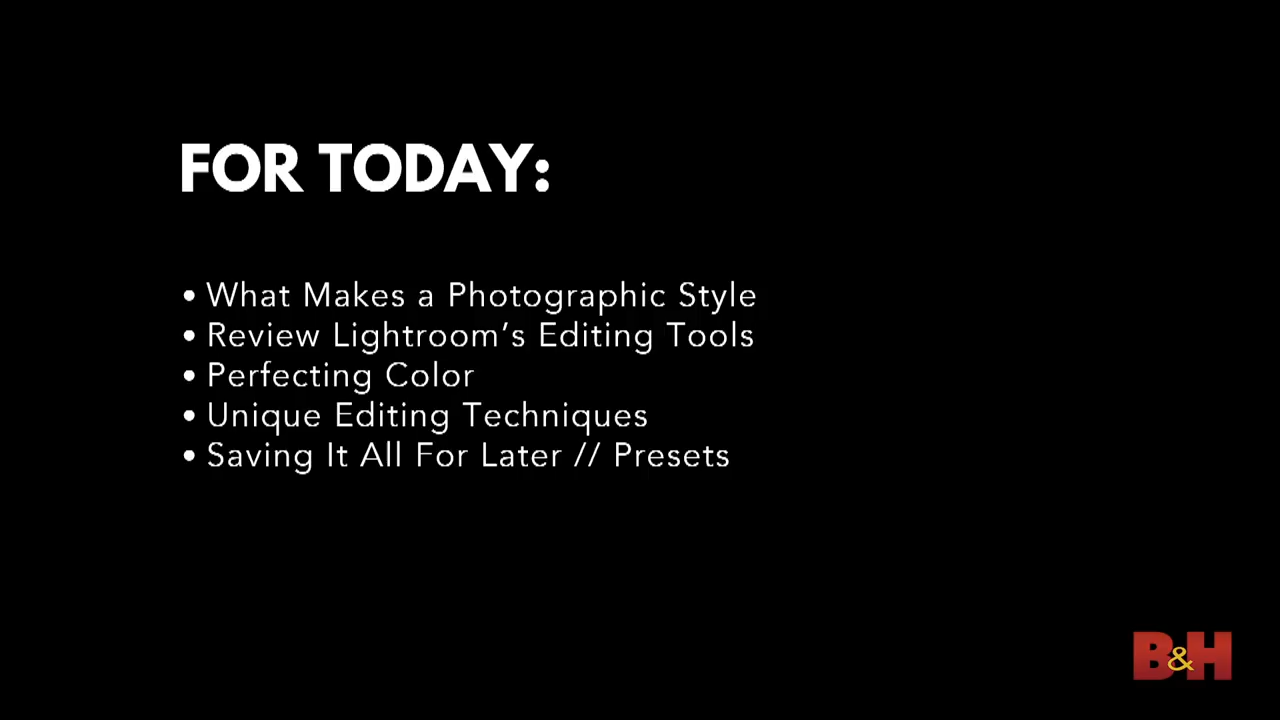 FOR TODAY:
• What Makes a Photographic Style
• Review Lightroom’s Editing Tools
• Perfecting Color
• Unique Editing Techniques
• Saving It All For Later // Presets
B&H